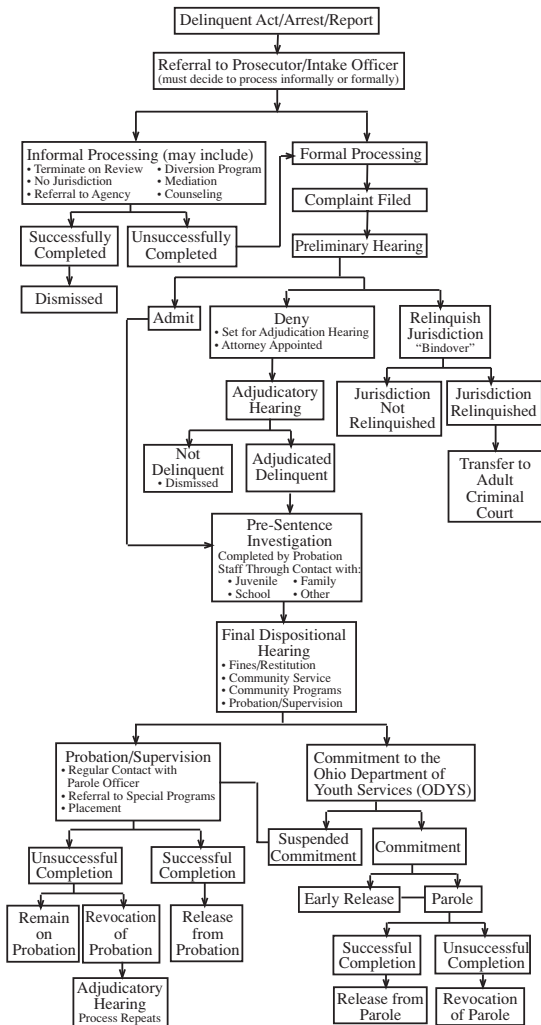 Delinquent Act/Arrest/Report
Referral to Prosecutor/Intake Officer
(must decide to process informally or formally)
Informal Processing (may include)
• Terminate on Review • Diversion Program
• No Jurisdiction • Mediation
• Referral to Agency • Counseling
Formal Processing
Complaint Filed
Successfully
Completed
Unsuccessfully
Completed
Preliminary Hearing
Dismissed
Admit
Deny
• Set for Adjudication Hearing
• Attorney Appointed
Relinquish
Jurisdiction
“Bindover”
Adjudicatory
Hearing
Jurisdiction
Not
Relinquished
Jurisdiction
Relinquished
Not
Delinquent
• Dismissed
Adjudicated
Delinquent
Transfer to
Adult
Criminal
Court
Pre-Sentence
Investigation
Completed by Probation
Staff Through Contact with:
• Juvenile • Family
• School • Other
Final Dispositional
Hearing
• Fines/Restitution
• Community Service
• Community Programs
• Probation/Supervision
Probation/Supervision
• Regular Contact with
Parole Officer
• Referral to Special Programs
• Placement
Commitment to the
Ohio Department of
Youth Services (ODYS)
Suspended
Commitment
Commitment
Unsuccessful
Completion
Successful
Completion
Early Release
Parole
Remain
on
Probation
Revocation
of
Probation
Release
from
Probation
Successful
Completion
Unsuccessful
Completion
Adjudicatory
Hearing
Process Repeats
Release from
Parole
Revocation
of Parole